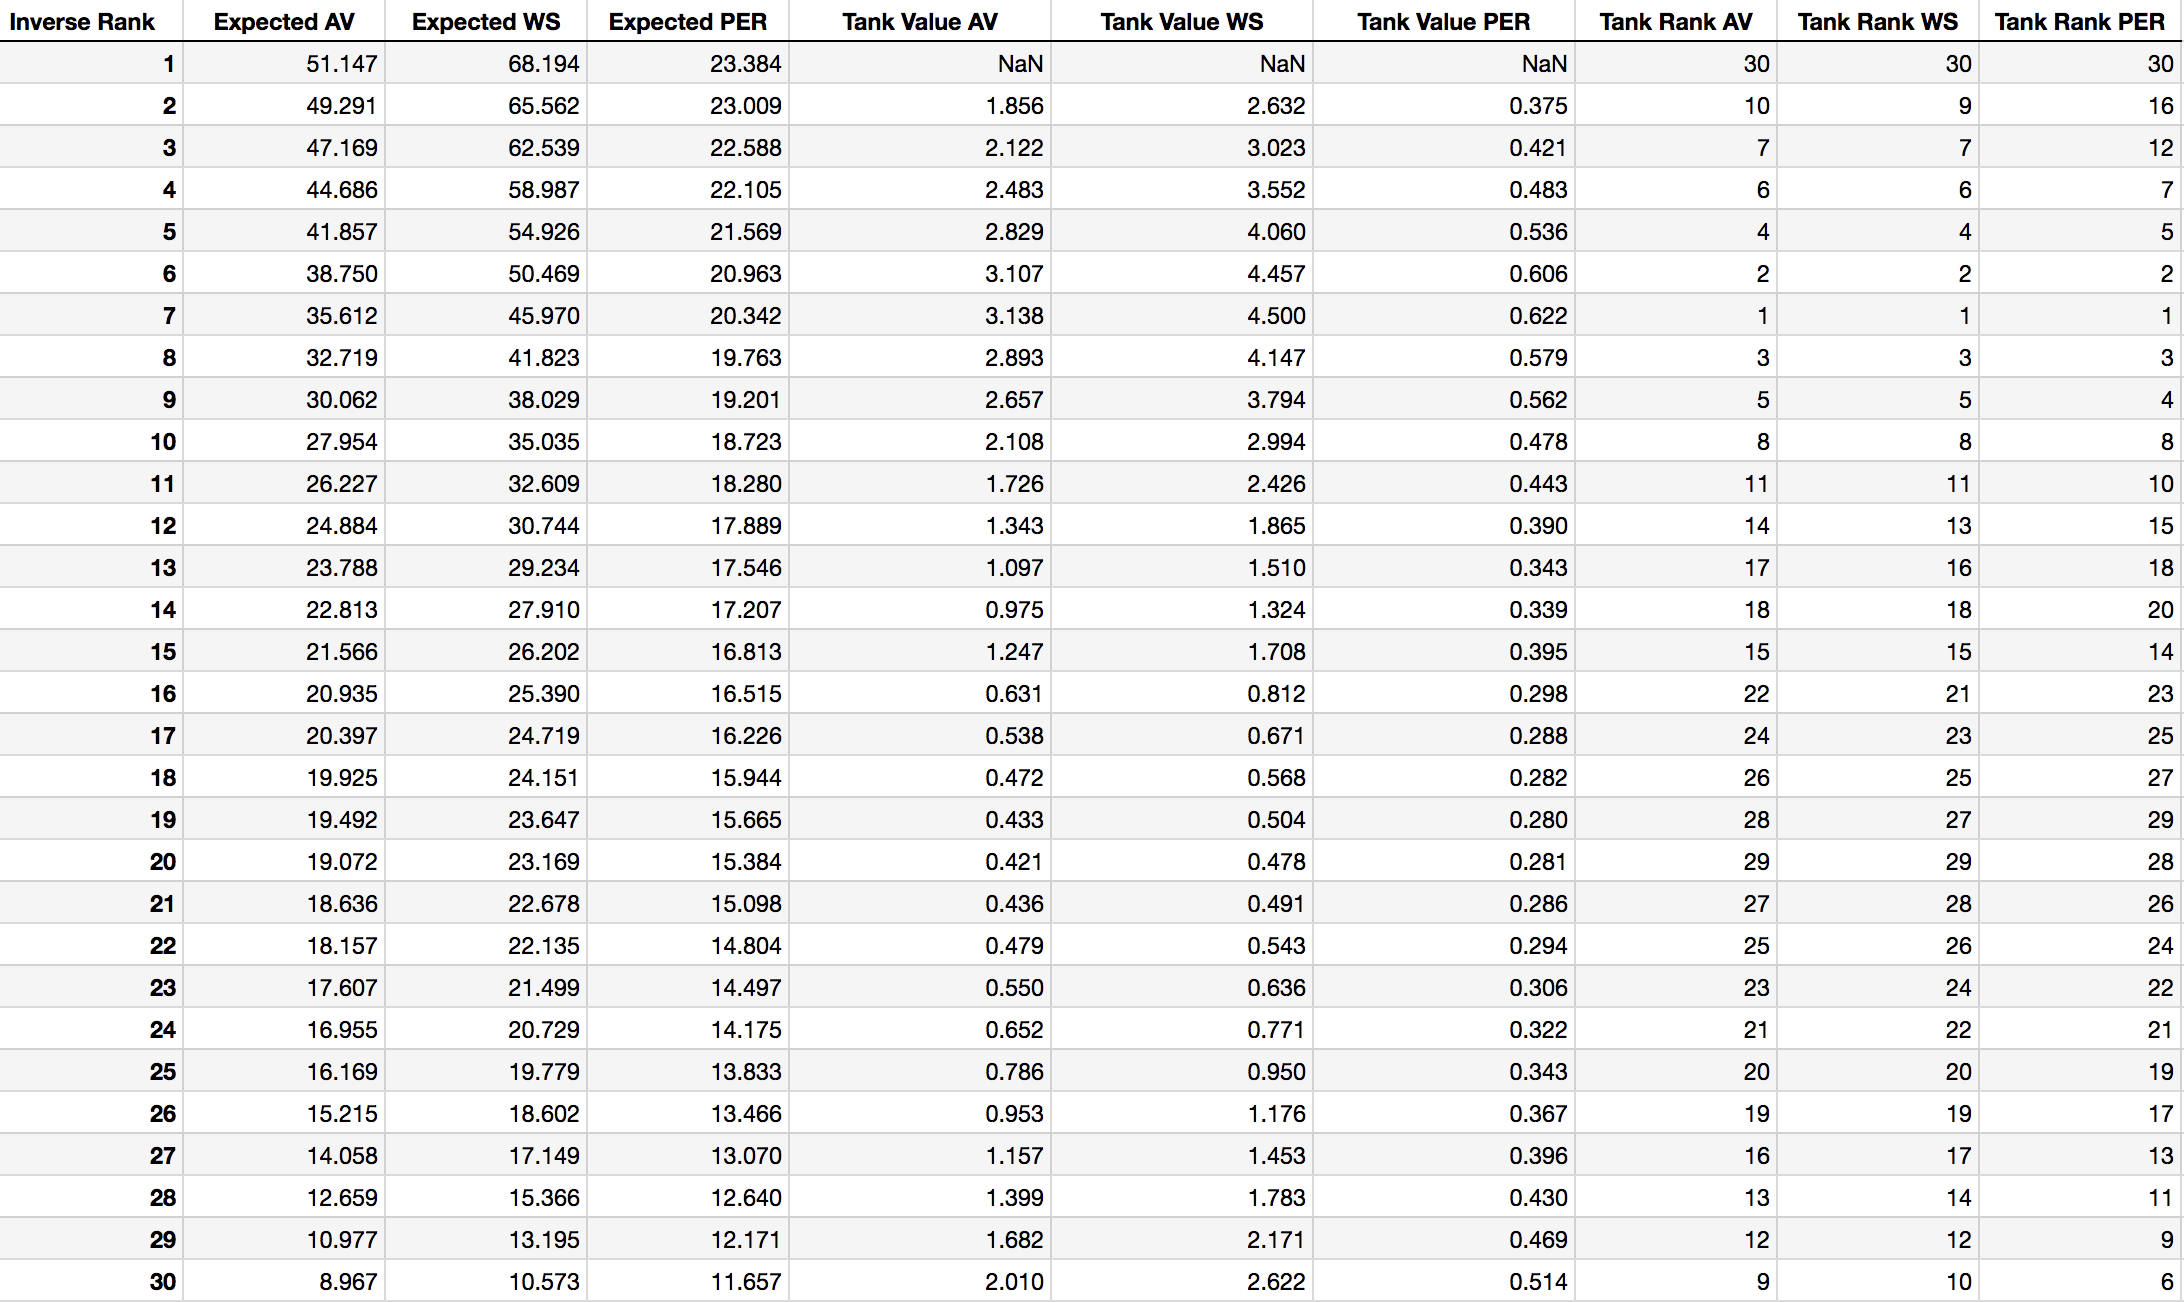 Inverse Rank Expected AV Expected WS Expected PER Tank Value AV Tank Value WS Tank Value PER Tank Rank AV Tank Rank WS Tank Rank PER
1 51.147 68.194 23.384 NaN NaN NaN 30 30 30
2 49.291 65.562 23.009 1.856 2.632 0.375 10 9 16
3 47.169 62.539 22.588 2.122 3.023 0.421 7 7 12
4 44.686 58.987 22.105 2.483 3.552 0.483 6 6 7
5 41.857 54.926 21.569 2.829 4.060 0.536 4 4 5
6 38.750 50.469 20.963 3.107 4.457 0.606 2 2 2
7 35.612 45.970 20.342 3.138 4.500 0.622 1 1 1
8 32.719 41.823 19.763 2.893 4.147 0.579 3 3 3
9 30.062 38.029 19.201 2.657 3.794 0.562 5 5 4
10 27.954 35.035 18.723 2.108 2.994 0.478 8 8 8
11 26.227 32.609 18.280 1.726 2.426 0.443 11 11 10
12 24.884 30.744 17.889 1.343 1.865 0.390 14 13 15
13 23.788 29.234 17.546 1.097 1.510 0.343 17 16 18
14 22.813 27.910 17.207 0.975 1.324 0.339 18 18 20
15 21.566 26.202 16.813 1.247 1.708 0.395 15 15 14
16 20.935 25.390 16.515 0.631 0.812 0.298 22 21 23
17 20.397 24.719 16.226 0.538 0.671 0.288 24 23 25
18 19.925 24.151 15.944 0.472 0.568 0.282 26 25 27
19 19.492 23.647 15.665 0.433 0.504 0.280 28 27 29
20 19.072 23.169 15.384 0.421 0.478 0.281 29 29 28
21 18.636 22.678 15.098 0.436 0.491 0.286 27 28 26
22 18.157 22.135 14.804 0.479 0.543 0.294 25 26 24
23 17.607 21.499 14.497 0.550 0.636 0.306 23 24 22
24 16.955 20.729 14.175 0.652 0.771 0.322 21 22 21
25 16.169 19.779 13.833 0.786 0.950 0.343 20 20 19
26 15.215 18.602 13.466 0.953 1.176 0.367 19 19 17
27 14.058 17.149 13.070 1.157 1.453 0.396 16 17 13
28 12.659 15.366 12.640 1.399 1.783 0.430 13 14 11
29 10.977 13.195 12.171 1.682 2.171 0.469 12 12 9
30 8.967 10.573 11.657 2.010 2.622 0.514 9 10 6